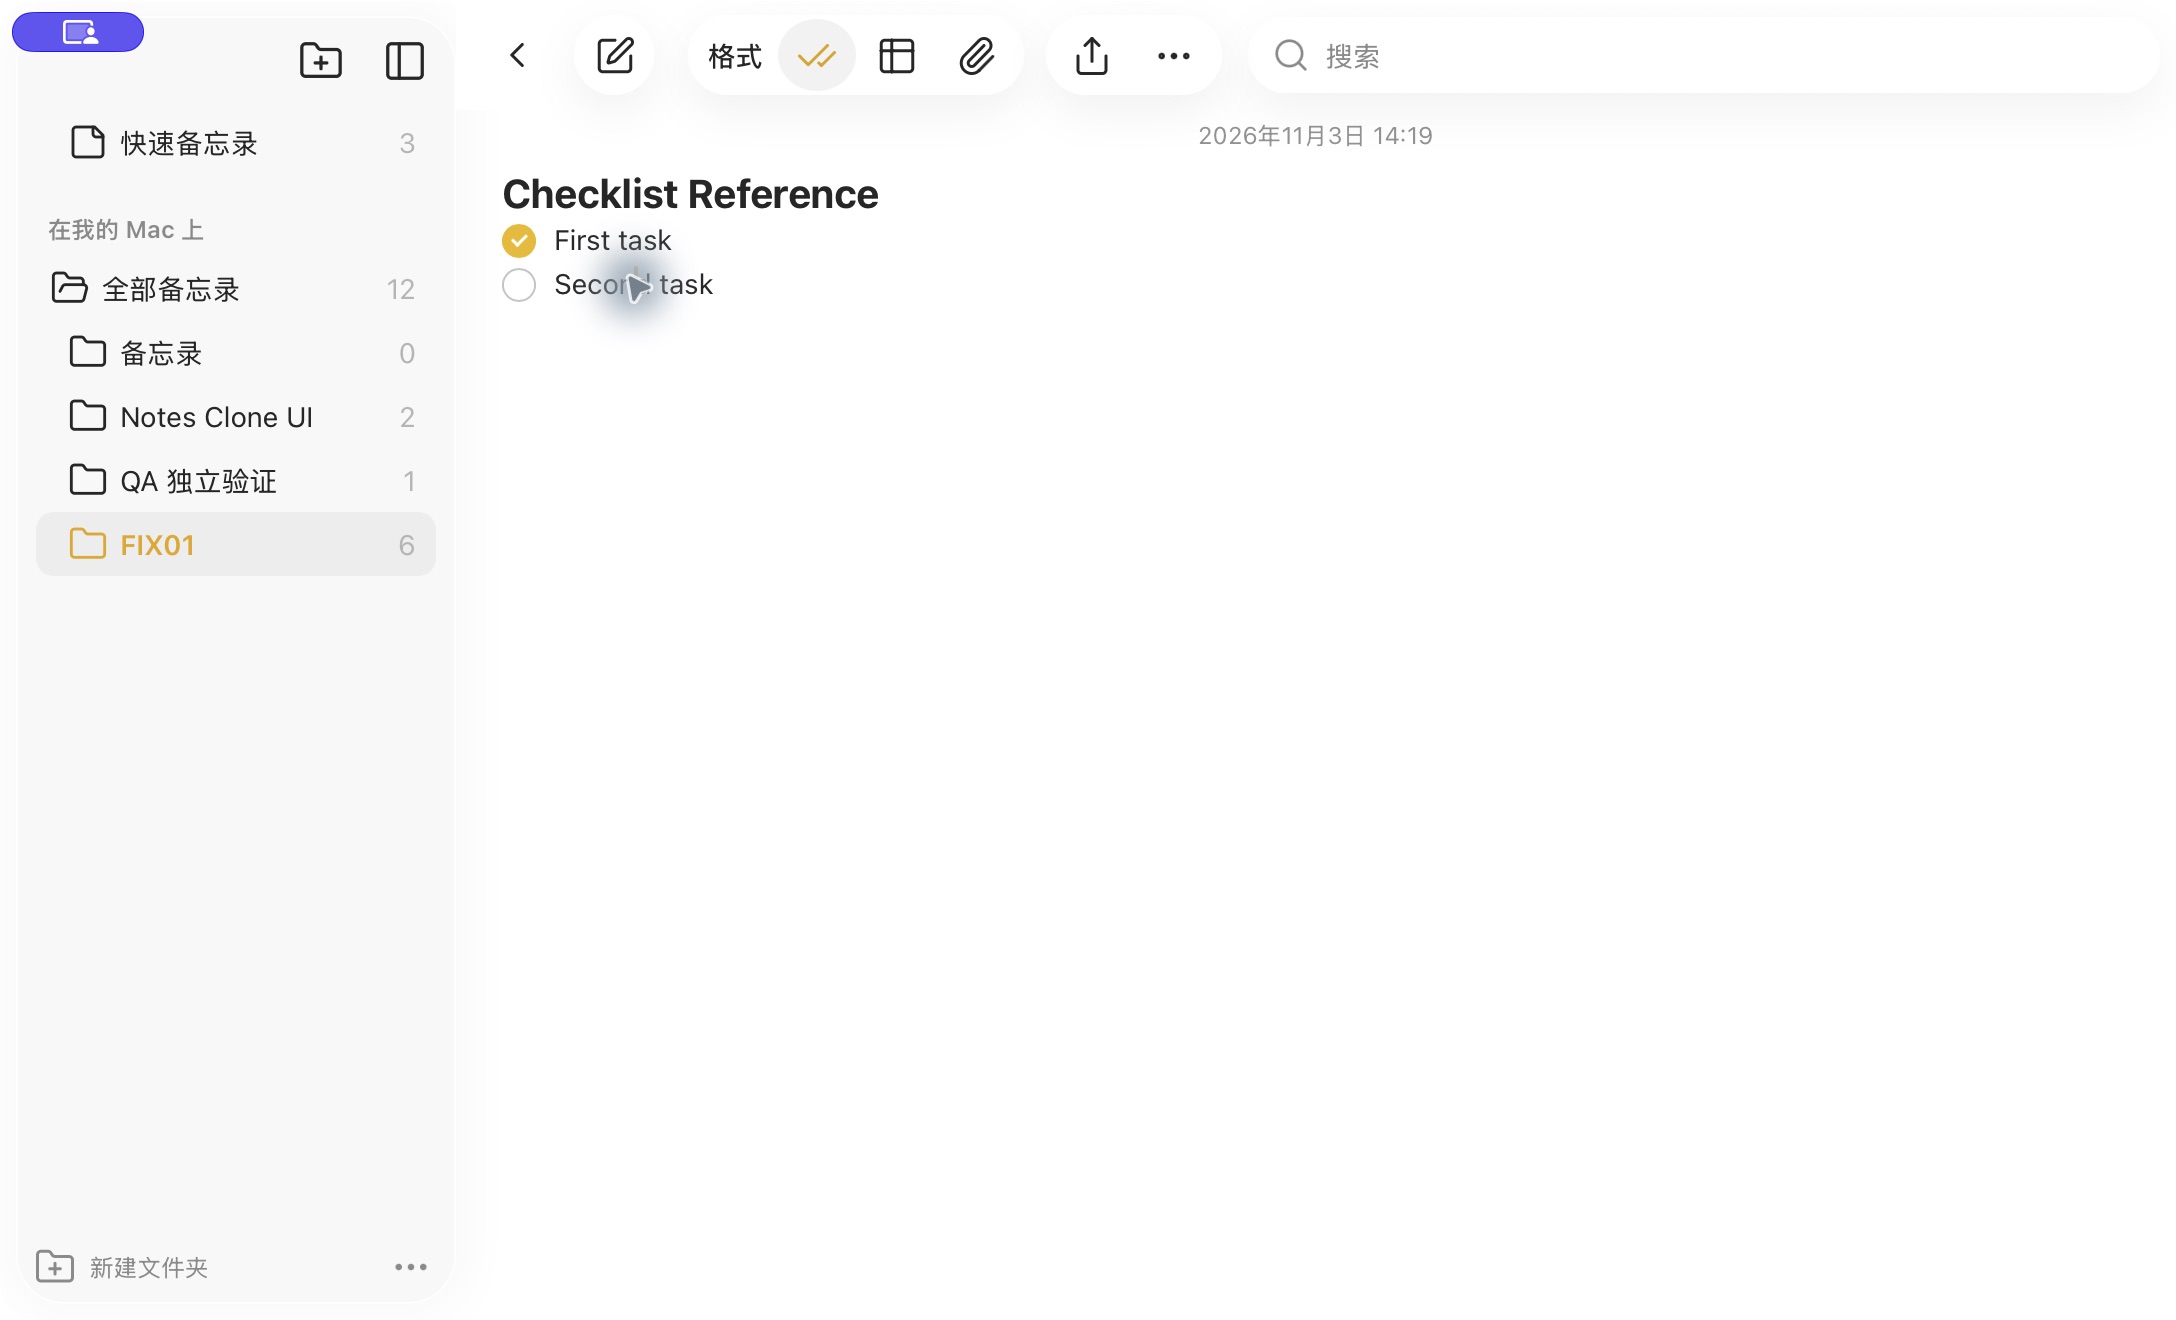 快速备忘录 3
在我的 Mac 上
全部备忘录 12
备忘录 0
Notes Clone UI 2
QA 独立验证 1
FIX01 6
新建文件夹
格式
搜索
2026年11月3日 14:19
Checklist Reference
First task
Second task